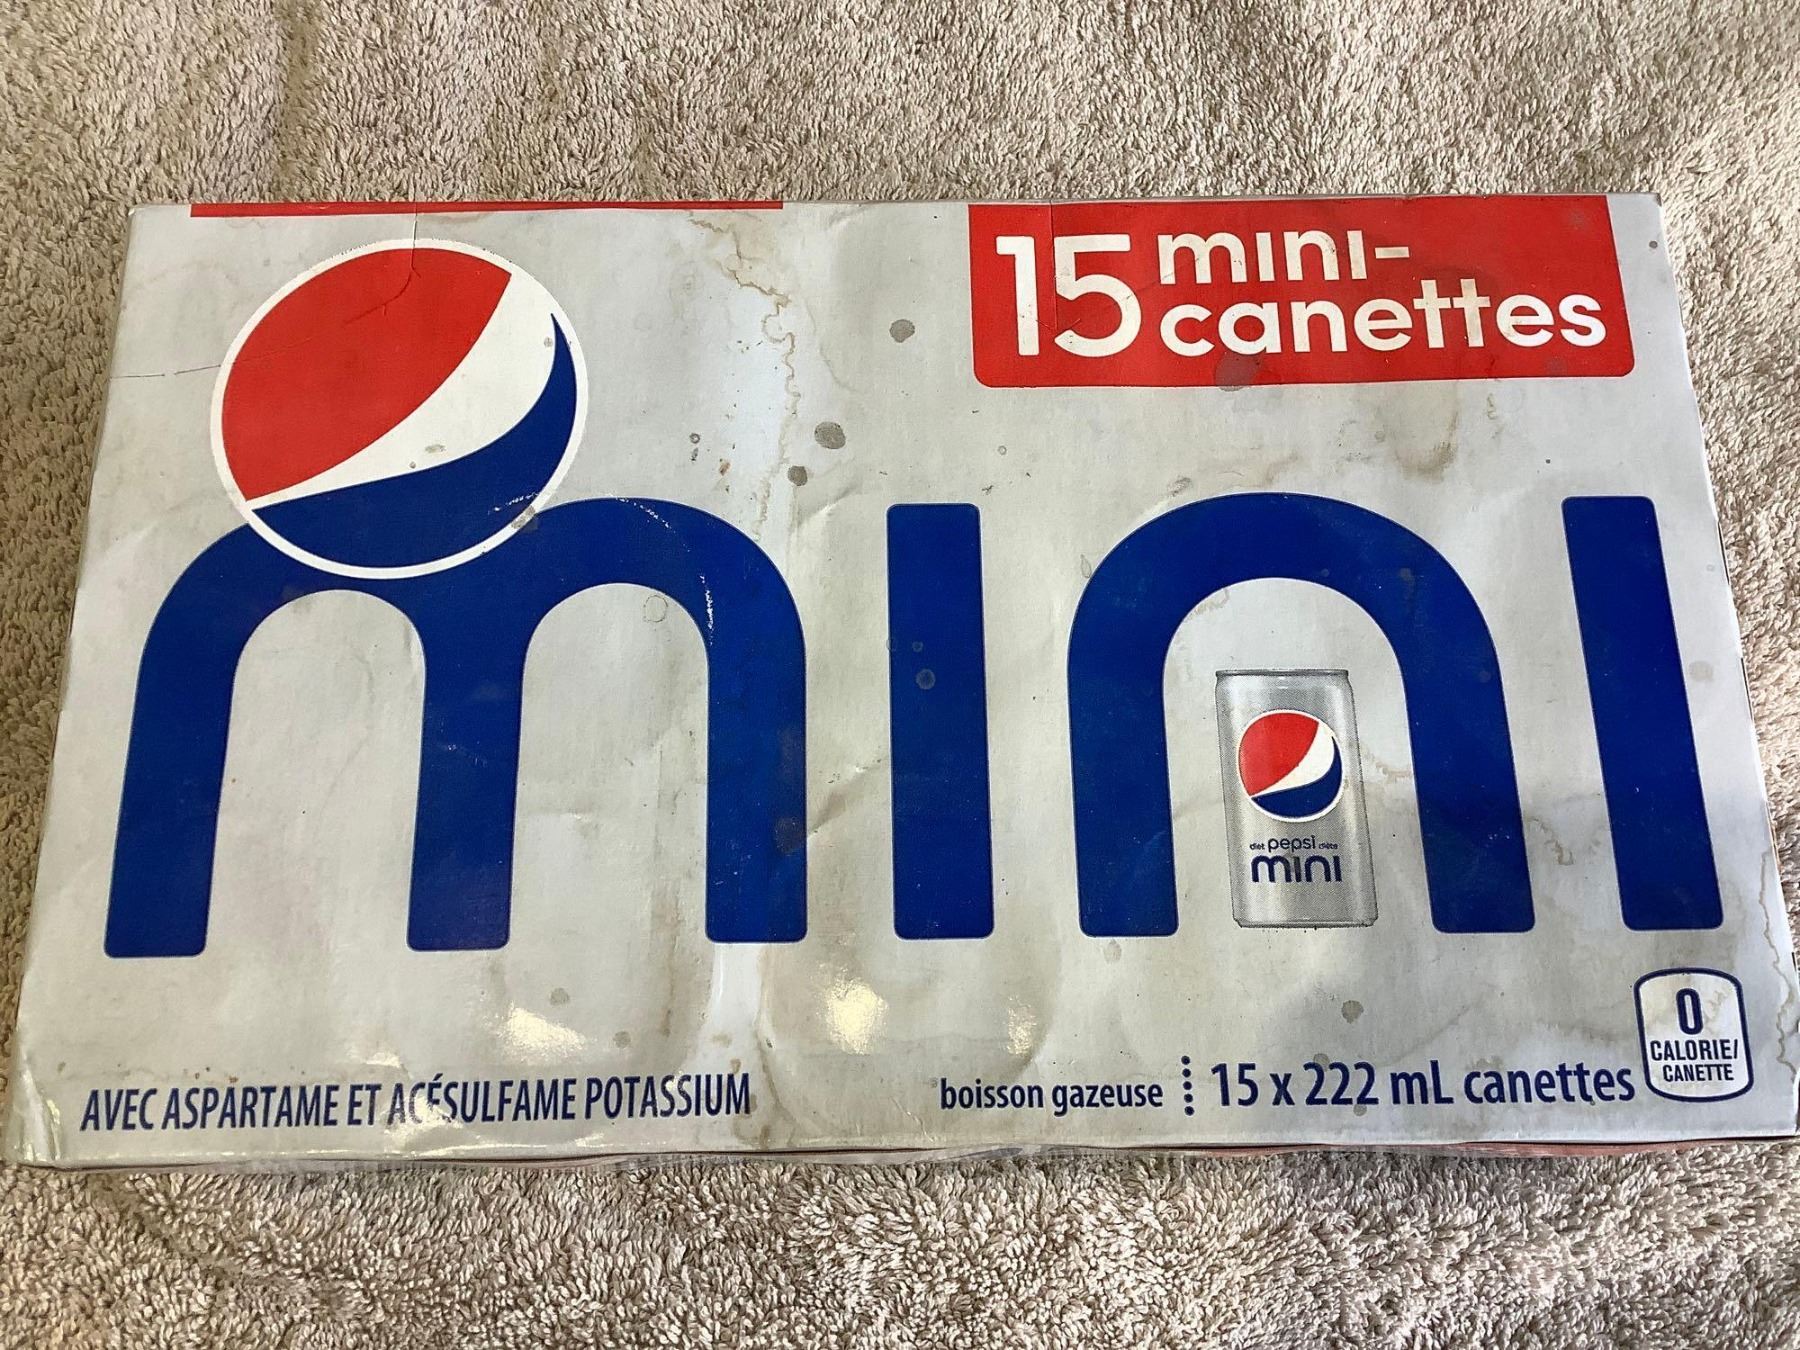 15 mini-
canettes
mini
diet pepsi diète
mini
0
CALORIE/
CANETTE
AVEC ASPARTAME ET ACÉSULFAME POTASSIUM
boisson gazeuse 15 x 222 mL canettes